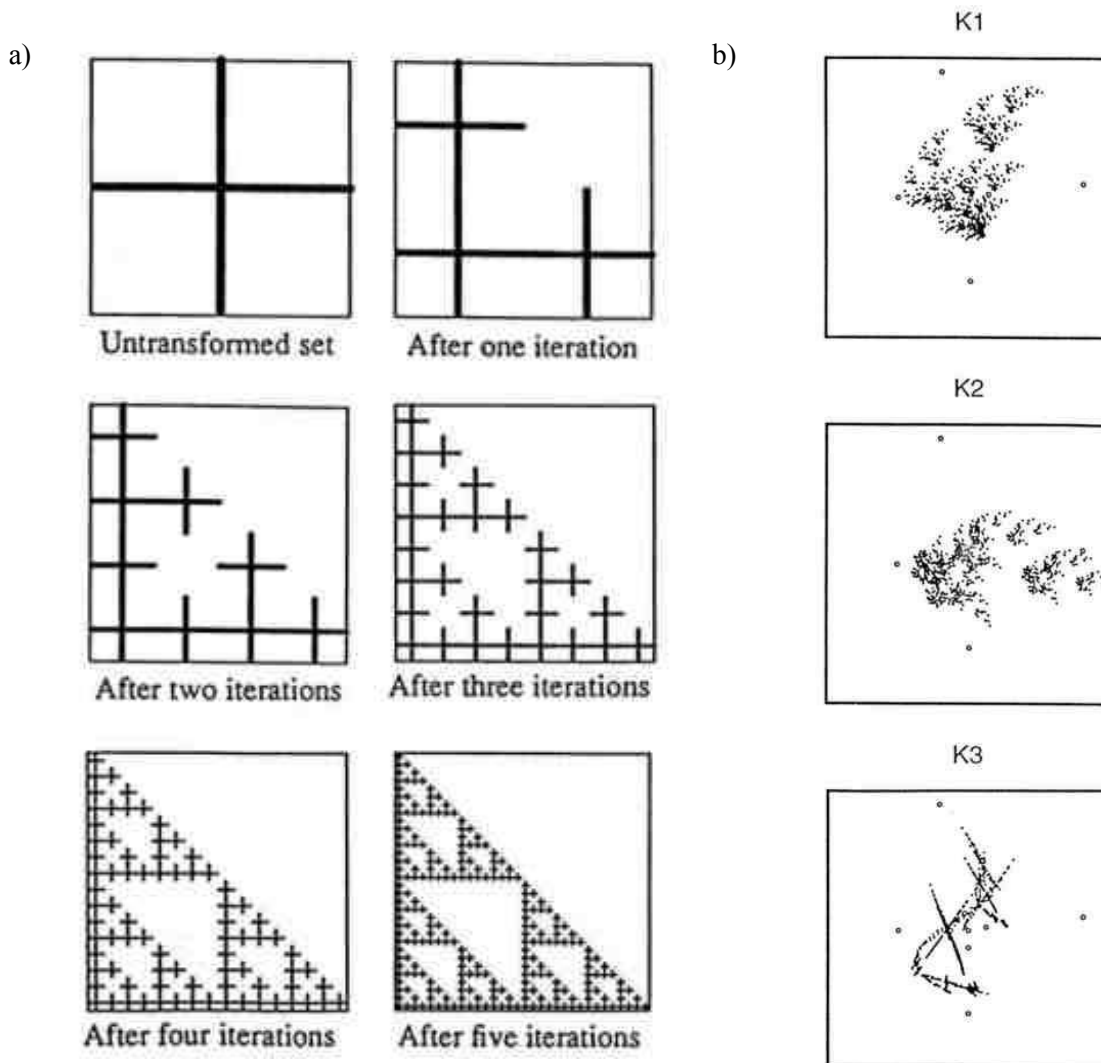 a)
b)
K1
Untransformed set
After one iteration
K2
After two iterations
After three iterations
K3
After four iterations
After five iterations